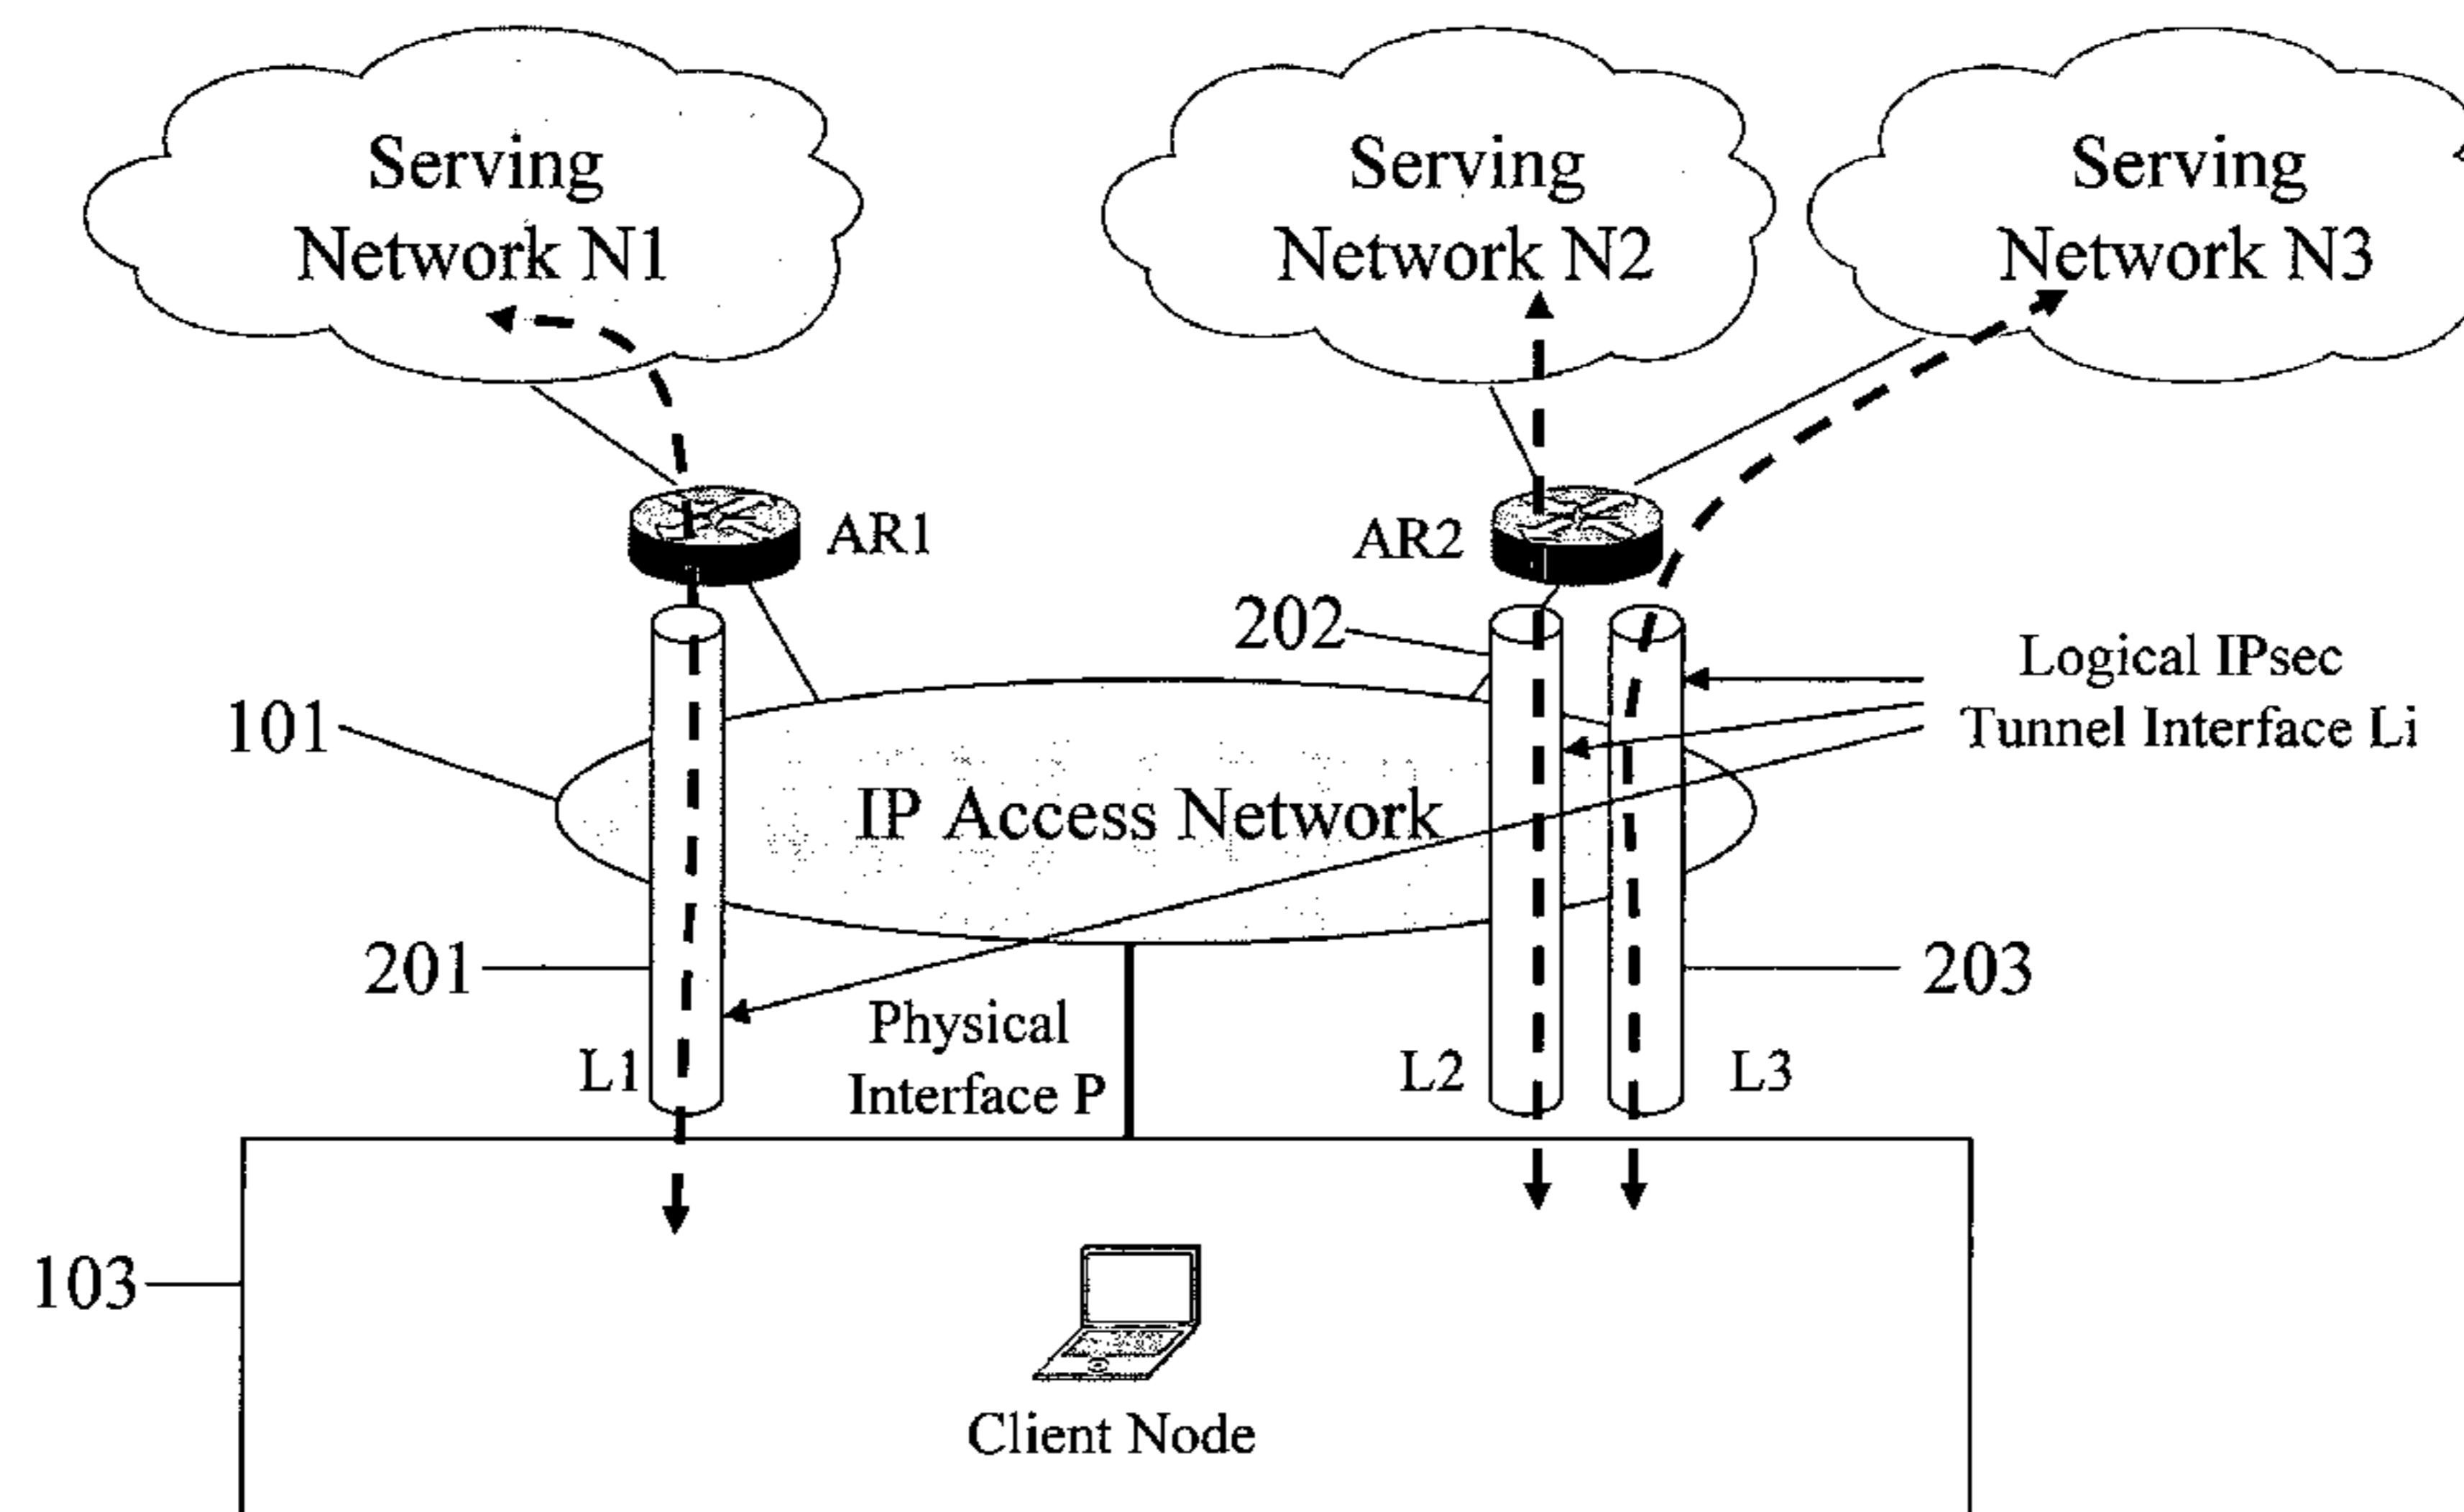 Serving
Network N1
Serving
Network N2
Serving
Network N3
AR1
AR2
202
Logical IPsec
Tunnel Interface Li
101
IP Access Network
201
203
Physical
Interface P
L1
L2
L3
103
Client Node